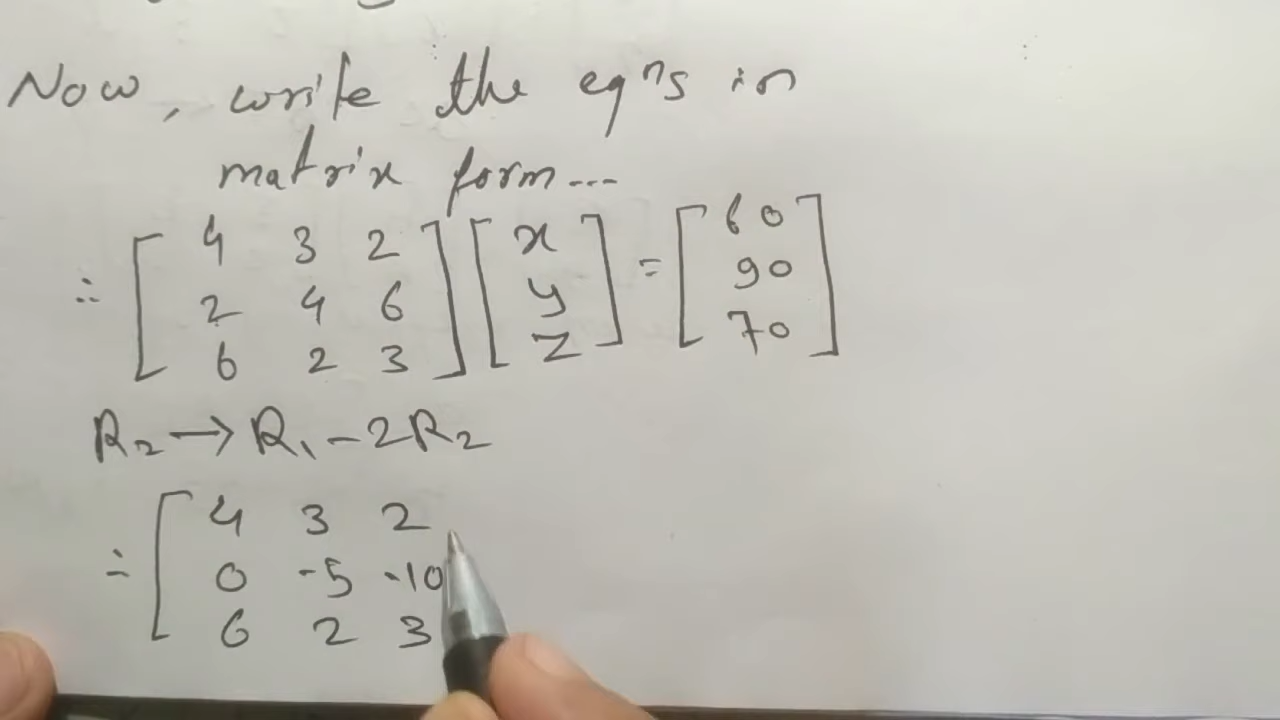 Now, write the eqns in
matrix form...
∴ [4 3 2] [x] = [60]
[2 4 6] [y] [90]
[6 2 3] [z] [70]
R2 → R1 - 2R2
∴ [4 3 2
0 -5 -10
6 2 3